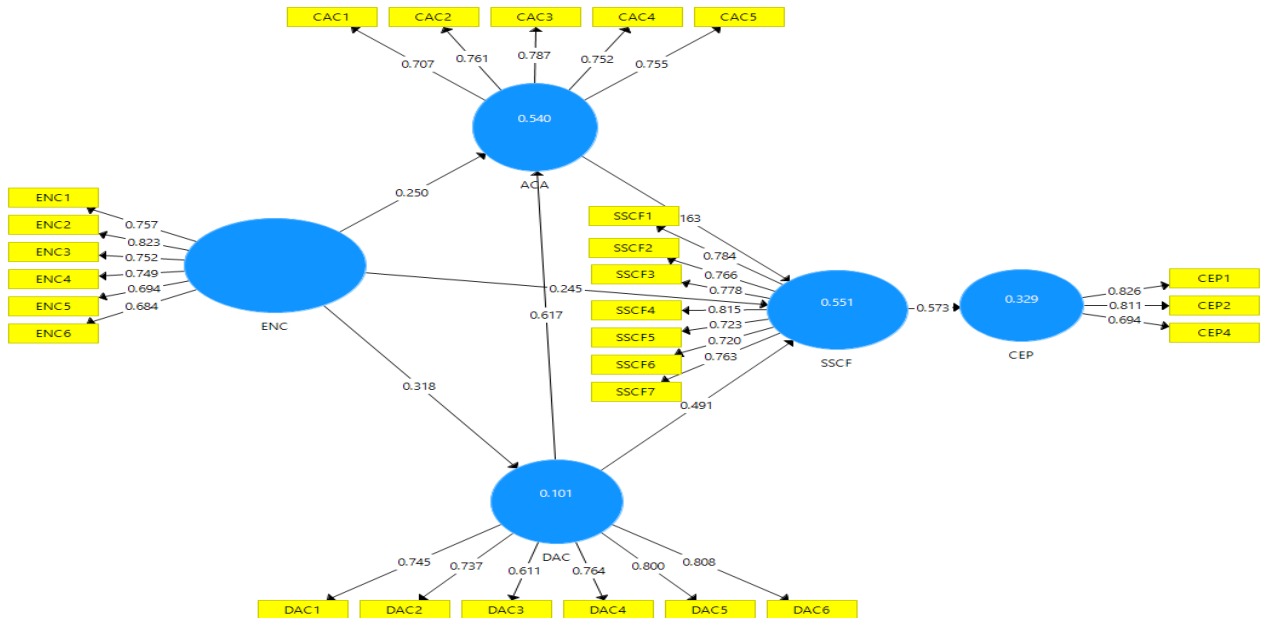 CAC1 CAC2 CAC3 CAC4 CAC5
0.707 0.761 0.787 0.752 0.755
0.540
ACA
0.250
ENC1
ENC2
ENC3
ENC4
ENC5
ENC6
0.757
0.823
0.752
0.749
0.694
0.684
ENC
0.245
0.617
0.318
163
SSCF1
SSCF2
SSCF3
SSCF4
SSCF5
SSCF6
SSCF7
0.784
0.766
0.778
0.815
0.723
0.720
0.763
0.491
0.551
SSCF
0.573
0.329
CEP
0.826
0.811
0.694
CEP1
CEP2
CEP4
0.101
DAC
0.745 0.737 0.611 0.764 0.800 0.808
DAC1 DAC2 DAC3 DAC4 DAC5 DAC6